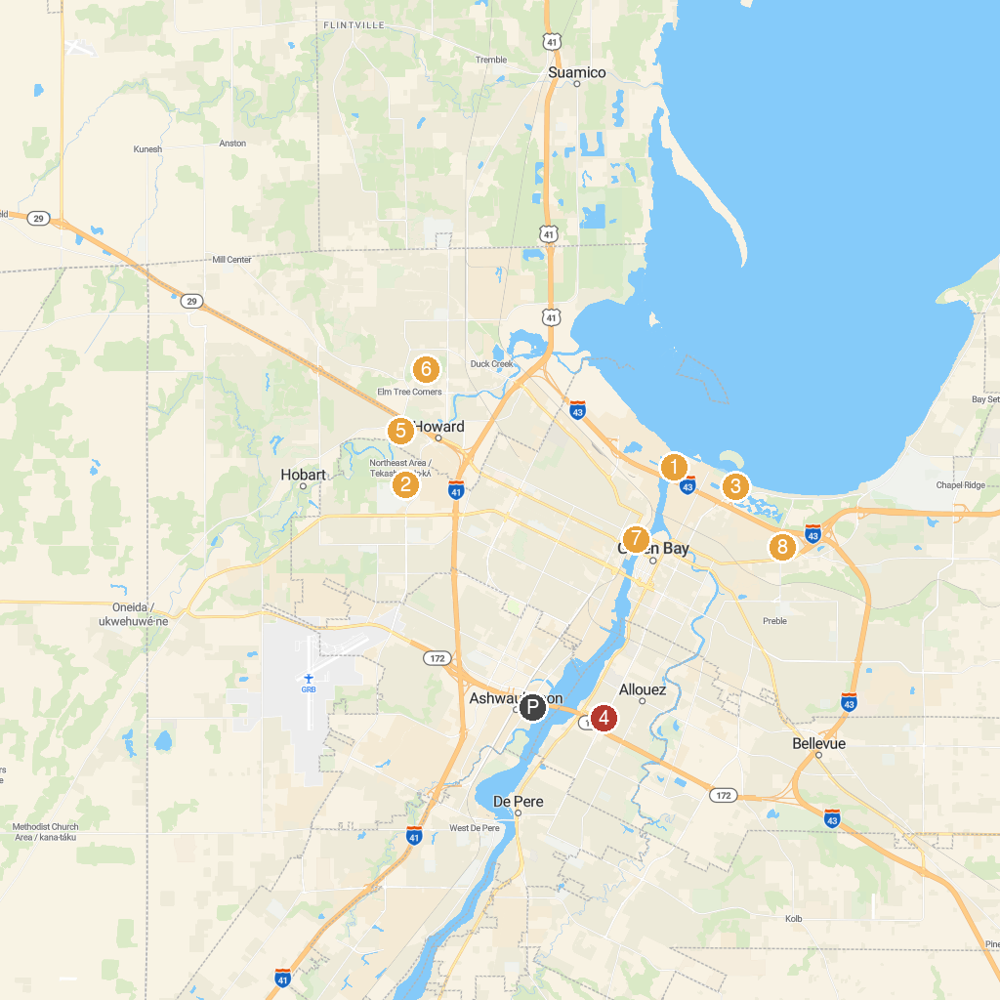 FLINTVILLE
41
Tremble
Suamico
Kunesh
Anston
29
41
Mill Center
29
41
Duck Creek
6
Elm Tree Corners
Bay Set
43
5
Howard
Northeast Area /
Hobart
2
41
1
43
3
Chapel Ridge
7
Green Bay
43
8
Oneida /
ukwehuwé·ne
Preble
172
GRB
Allouez
Ashwaubenon
P
4
43
Bellevue
172
De Pere
43
West De Pere
41
Methodist Church
Area / kana·táku
Kolb
Pine
41